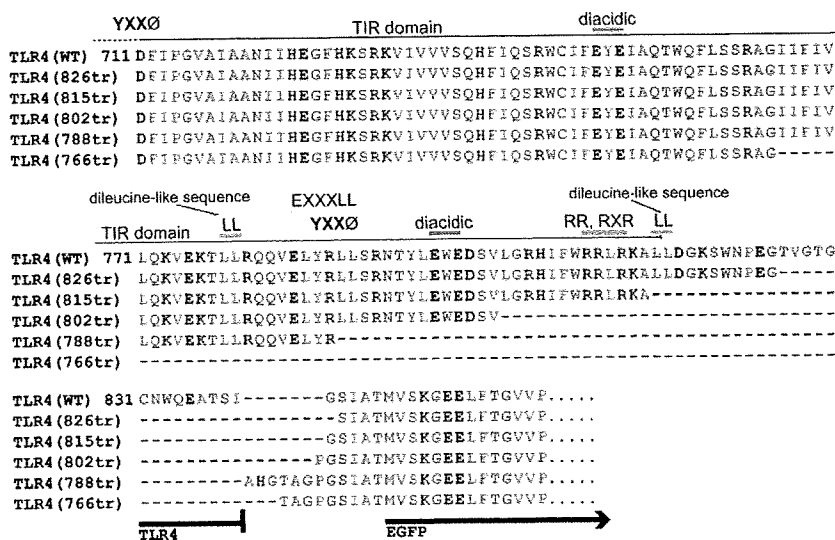 YXXØ TIR domain diacidic
TLR4(WT) 711 DFIPGVAIAANIIHEGFHKSRKVIVVVSQHFIQSRWCIFEYEIAQTWQFLSSRAGIIFIV
TLR4(826tr) DFIPGVAIAANIIHEGFHKSRKVIVVVSQHFIQSRWCIFEYEIAQTWQFLSSRAGIIFIV
TLR4(815tr) DFIPGVAIAANIIHEGFHKSRKVIVVVSQHFIQSRWCIFEYEIAQTWQFLSSRAGIIFIV
TLR4(802tr) DFIPGVAIAANIIHEGFHKSRKVIVVVSQHFIQSRWCIFEYEIAQTWQFLSSRAGIIFIV
TLR4(788tr) DFIPGVAIAANIIHEGFHKSRKVIVVVSQHFIQSRWCIFEYEIAQTWQFLSSRAGIIFIV
TLR4(766tr) DFIPGVAIAANIIHEGFHKSRKVIVVVSQHFIQSRWCIFEYEIAQTWQFLSSRAG-----
dileucine-like sequence EXXXLL dileucine-like sequence
TIR domain LL YXXØ diacidic RR, RXR LL
TLR4(WT) 771 LQKVEKTLLRQQVELYRLLSRNTYLEWEDSVLGRHIFWRRLRKALLDGKSWNPEGTVGTG
TLR4(826tr) LQKVEKTLLRQQVELYRLLSRNTYLEWEDSVLGRHIFWRRLRKALLDGKSWNPEG-----
TLR4(815tr) LQKVEKTLLRQQVELYRLLSRNTYLEWEDSVLGRHIFWRRLRKA----------------
TLR4(802tr) LQKVEKTLLRQQVELYRLLSRNTYLEWEDSV-----------------------------
TLR4(788tr) LQKVEKTLLRQQVELYR-------------------------------------------
TLR4(766tr) ------------------------------------------------------------
TLR4(WT) 831 CNWQEATSI-------GSIATMVSKGEELFTGVVP.....
TLR4(826tr) -----------------SIATMVSKGEELFTGVVP.....
TLR4(815tr) ----------------GSIATMVSKGEELFTGVVP.....
TLR4(802tr) ---------------PGSIATMVSKGEELFTGVVP.....
TLR4(788tr) ---------AHGTAGPGSIATMVSKGEELFTGVVP.....
TLR4(766tr) ------------TAGPGSIATMVSKGEELFTGVVP.....
TLR4 EGFP